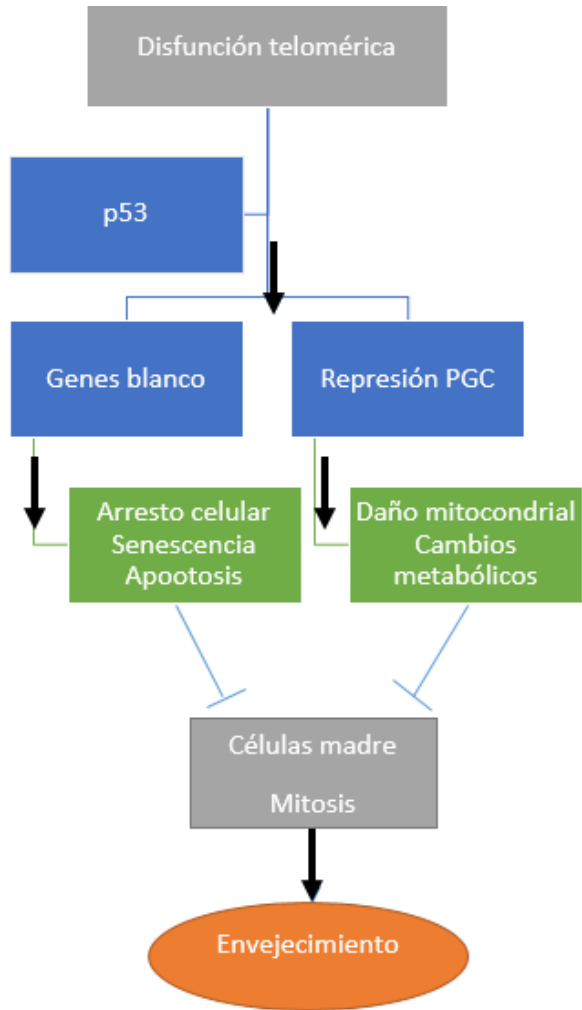 Disfunción telomérica
p53
Genes blanco
Represión PGC
Arresto celular
Senescencia
Apootosis
Daño mitocondrial
Cambios
metabólicos
Células madre
Mitosis
Envejecimiento